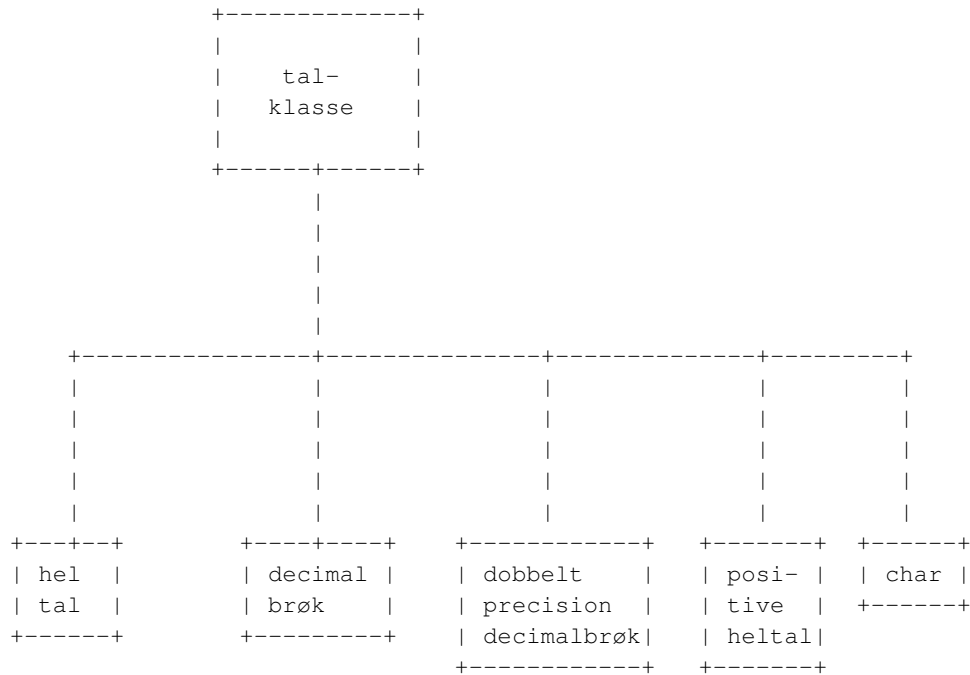 tal-
klasse
hel
tal
decimal
brøk
dobbelt
precision
decimalbrøk
posi-
tive
heltal
char